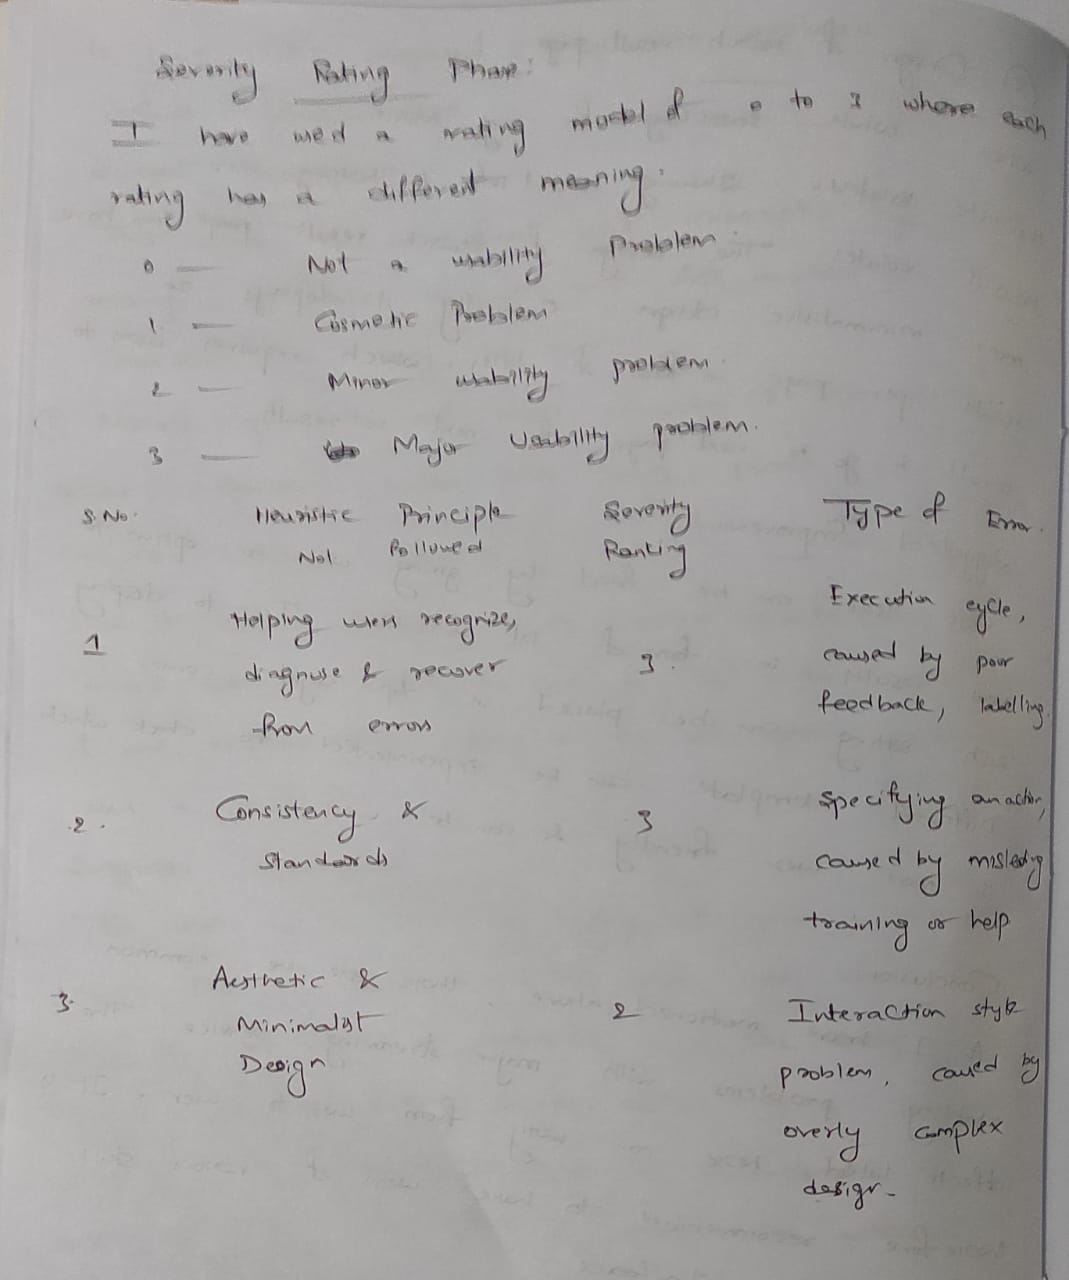 Severity Rating Phase:
I have used a rating model of 0 to 3 where each
rating has a different meaning.
0 — Not a usability Problem
1 — Cosmetic Problem
2 — Minor usability problem.
3 — Major Usability problem.
S.No. Heuristic Principle Severity Type of Error.
Not Followed Ranking
1 Helping users recognize, 3. Execution cycle,
diagnose & recover caused by poor
from errors feedback, labelling.
2. Consistency & 3 Specifying an action,
Standards caused by misleading
training or help
3. Aesthetic & 2 Interaction style
Minimalist problem, caused by
Design overly complex
design.